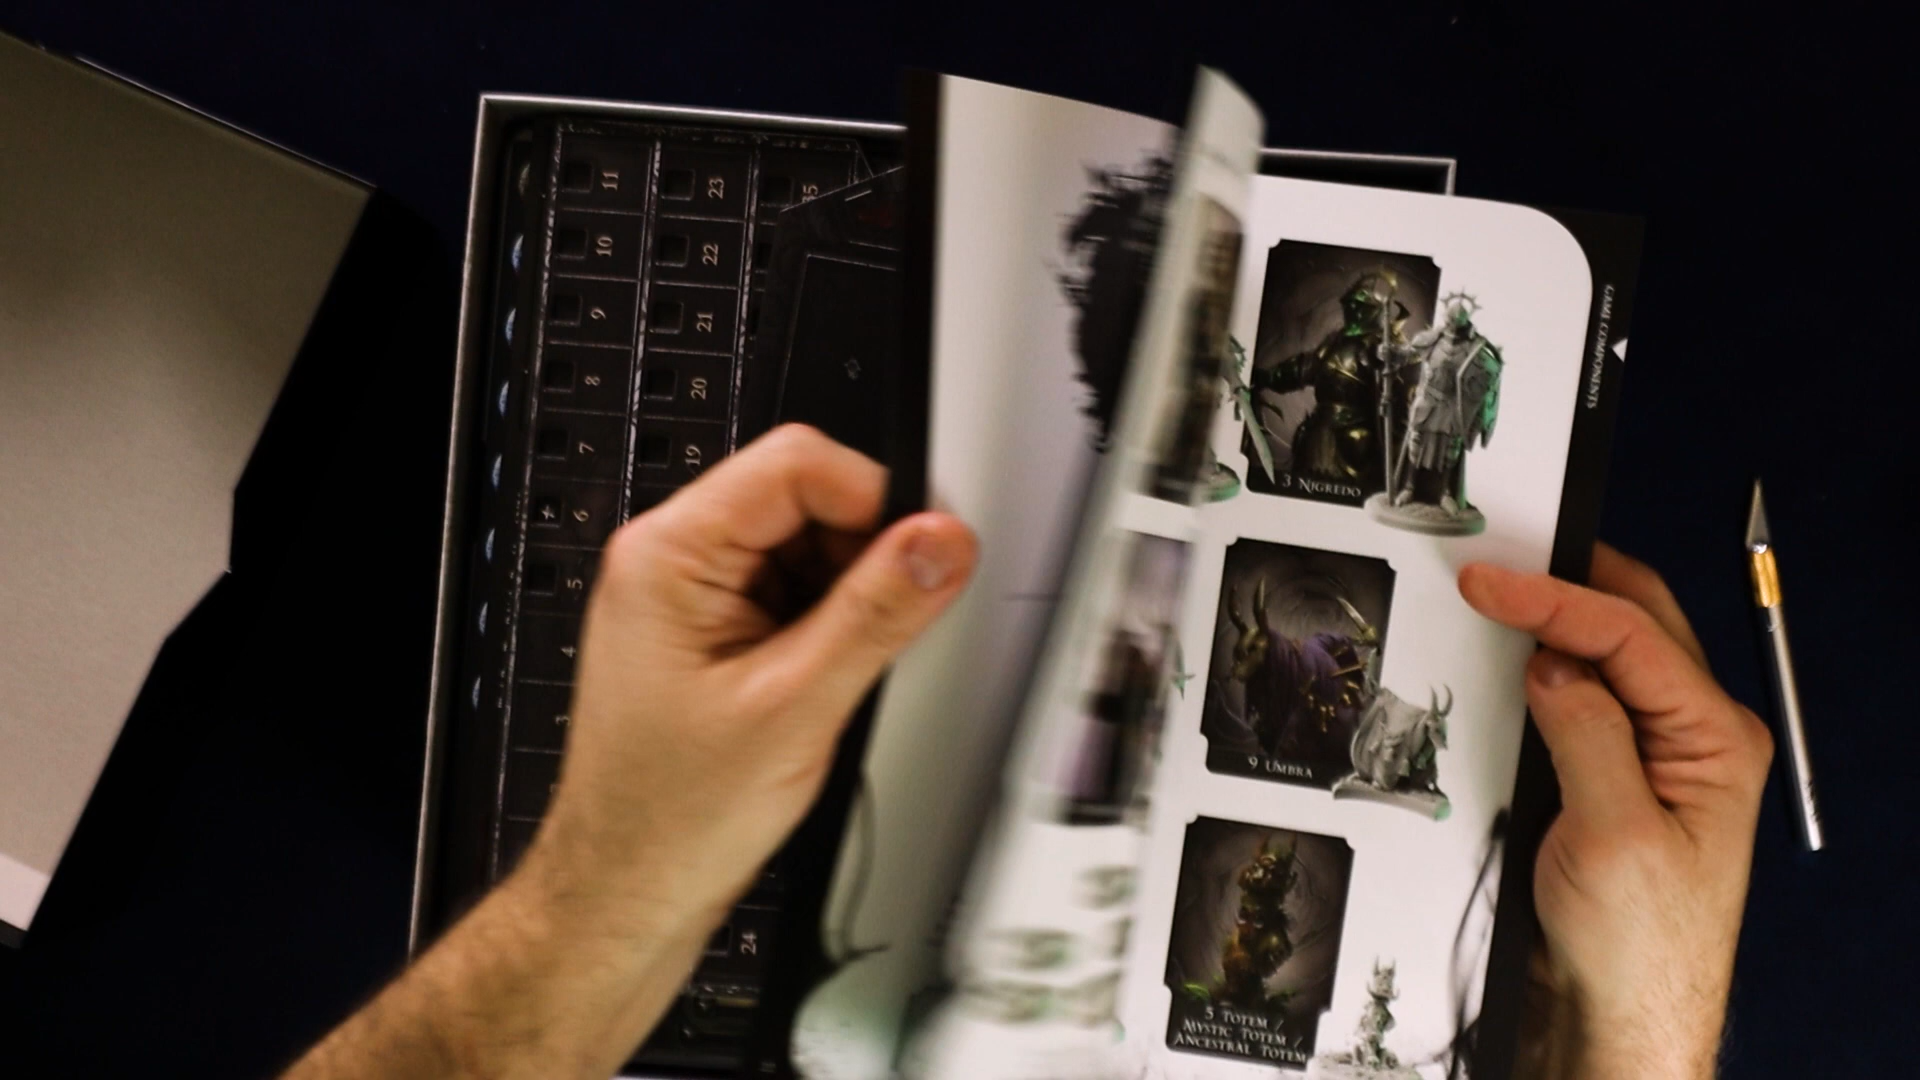 11
23
10
22
9
21
8
20
7
19
6
5
4
3
24
GAME COMPONENTS
3 NIGREDO
9 UMBRA
5 TOTEM /
MYSTIC TOTEM /
ANCESTRAL TOTEM